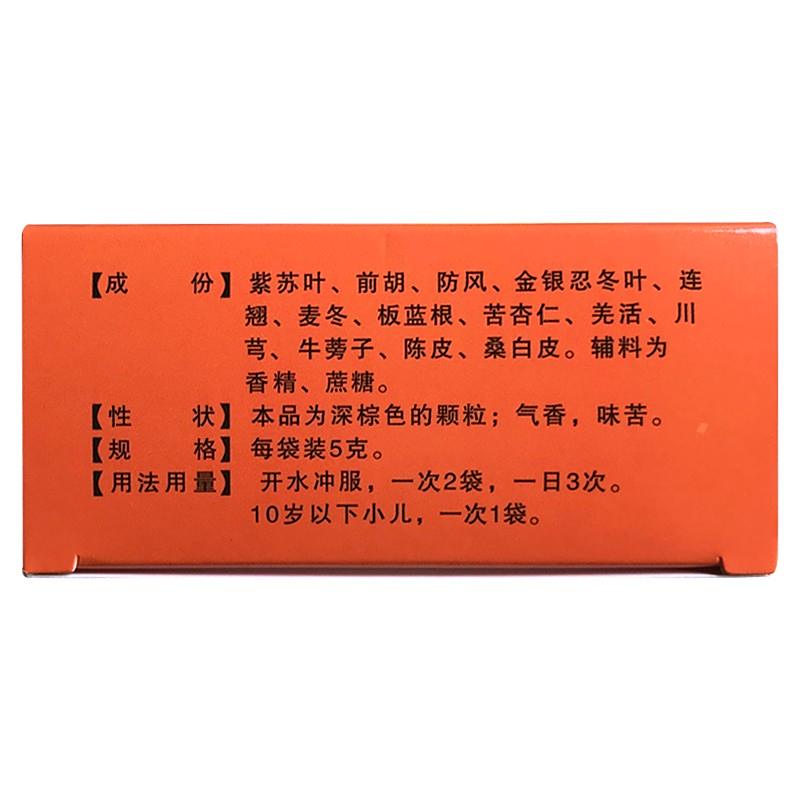 【成 份】 紫苏叶、前胡、防风、金银忍冬叶、连
翘、麦冬、板蓝根、苦杏仁、羌活、川
芎、牛蒡子、陈皮、桑白皮。辅料为
香精、蔗糖。
【性 状】 本品为深棕色的颗粒；气香，味苦。
【规 格】 每袋装5克。
【用法用量】 开水冲服，一次2袋，一日3次。
10岁以下小儿，一次1袋。